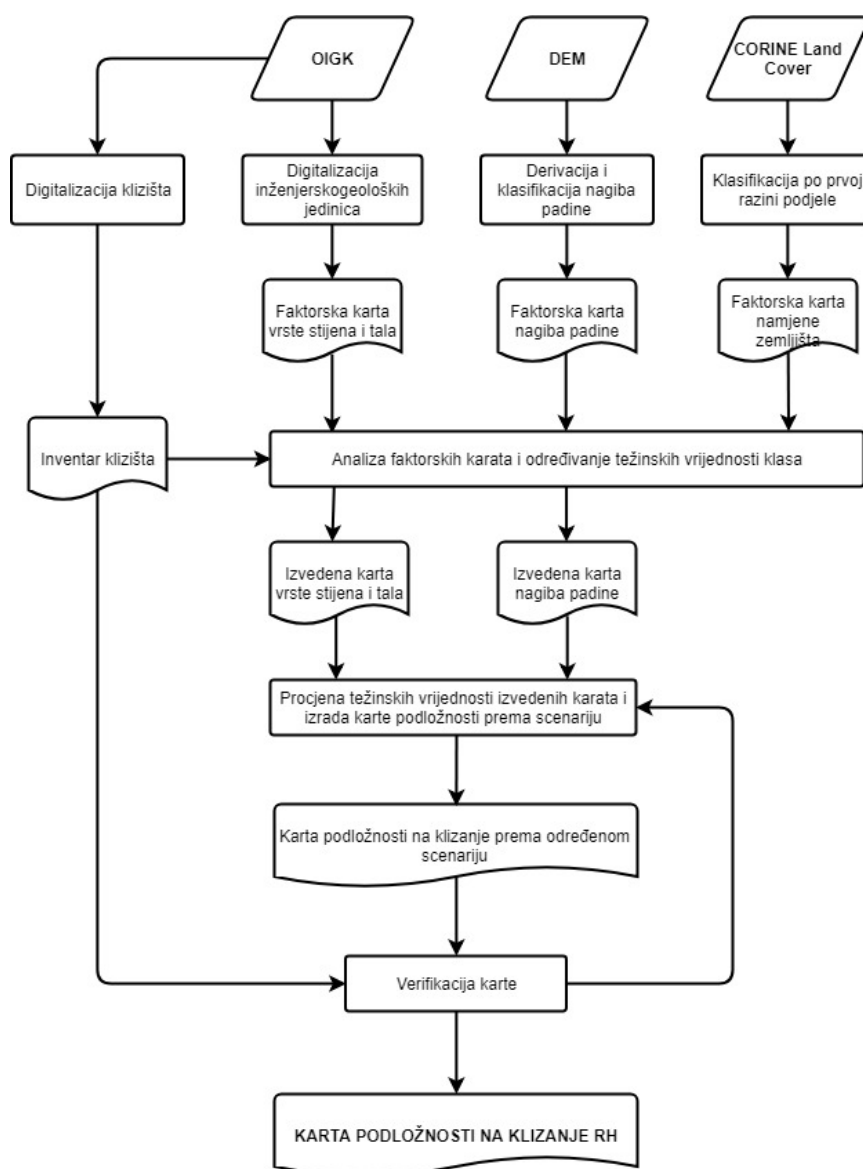 OIGK
DEM
CORINE Land
Cover
Digitalizacija klizišta
Digitalizacija
inženjerskogeoloških
jedinica
Derivacija i
klasifikacija nagiba
padine
Klasifikacija po prvoj
razini podjele
Faktorska karta
vrste stijena i tala
Faktorska karta
nagiba padine
Faktorska karta
namjene
zemljišta
Inventar klizišta
Analiza faktorskih karata i određivanje težinskih vrijednosti klasa
Izvedena karta
vrste stijena i tala
Izvedena karta
nagiba padine
Procjena težinskih vrijednosti izvedenih karata i
izrada karte podložnosti prema scenariju
Karta podložnosti na klizanje prema određenom
scenariju
Verifikacija karte
KARTA PODLOŽNOSTI NA KLIZANJE RH